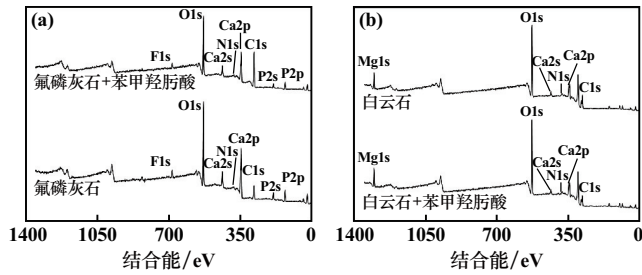 (a)
O1s
Ca2p
N1s
C1s
F1s
Ca2s
P2s
P2p
氟磷灰石+苯甲羟肟酸
O1s
Ca2p
N1s
F1s
Ca2s
C1s
P2s
P2p
氟磷灰石
1400 1050 700 350 0
结合能/eV
(b)
O1s
Mg1s
Ca2s
Ca2p
N1s
C1s
白云石
O1s
Mg1s
Ca2s
Ca2p
N1s
C1s
白云石+苯甲羟肟酸
1400 1050 700 350 0
结合能/eV